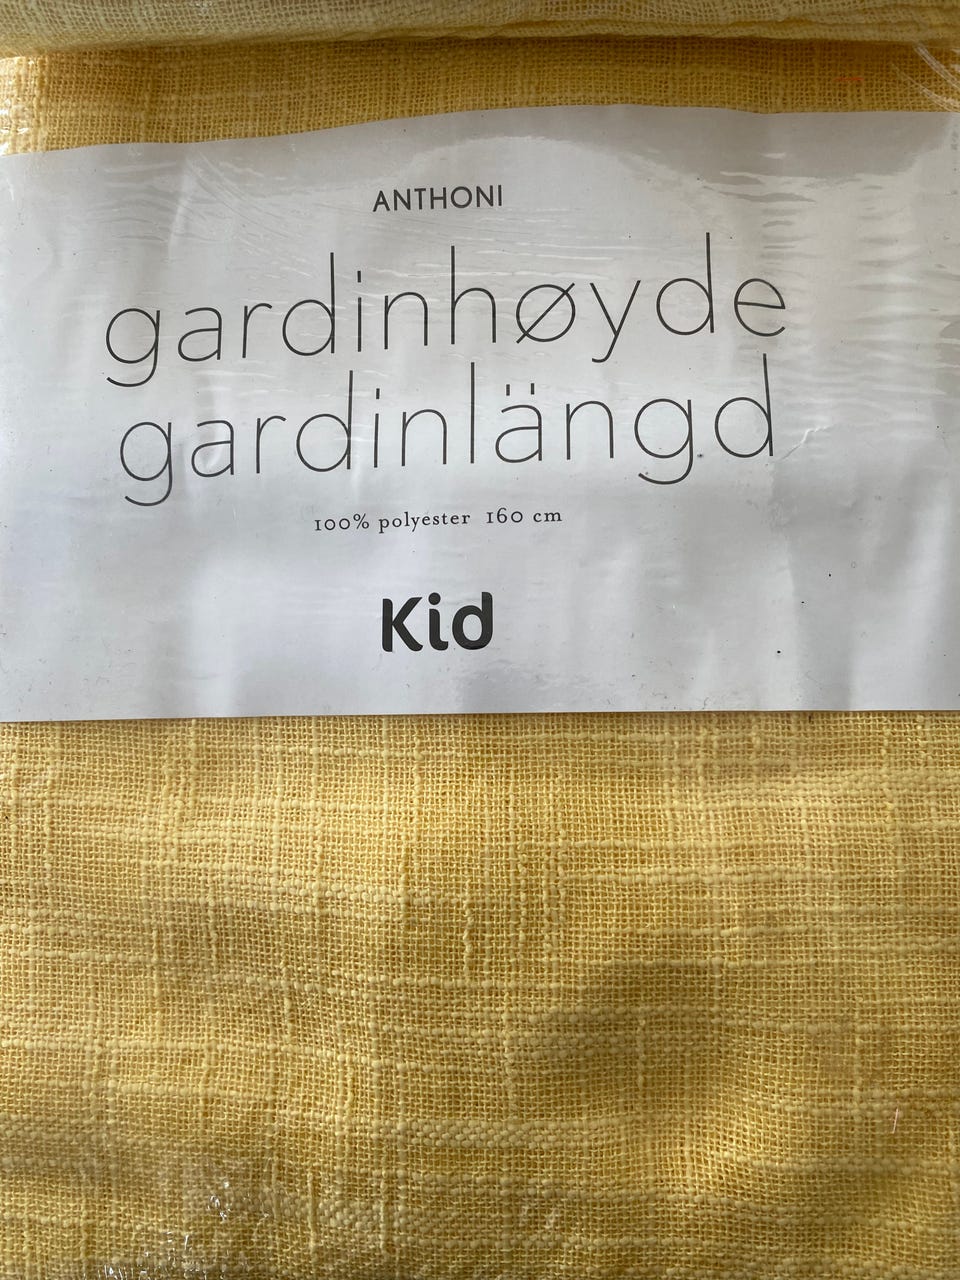 ANTHONI
gardinhøyde
gardinlängd
100% polyester 160 cm
Kid